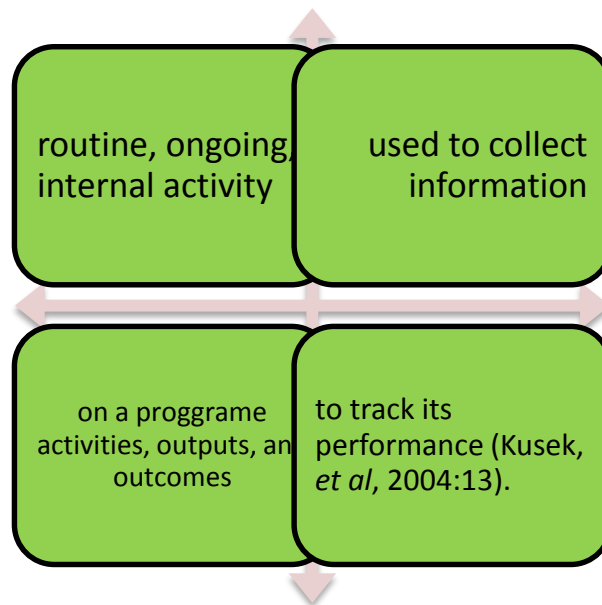 routine, ongoing,
internal activity
used to collect
information
on a proggrame
activities, outputs, an
outcomes
to track its
performance (Kusek,
et al, 2004:13).